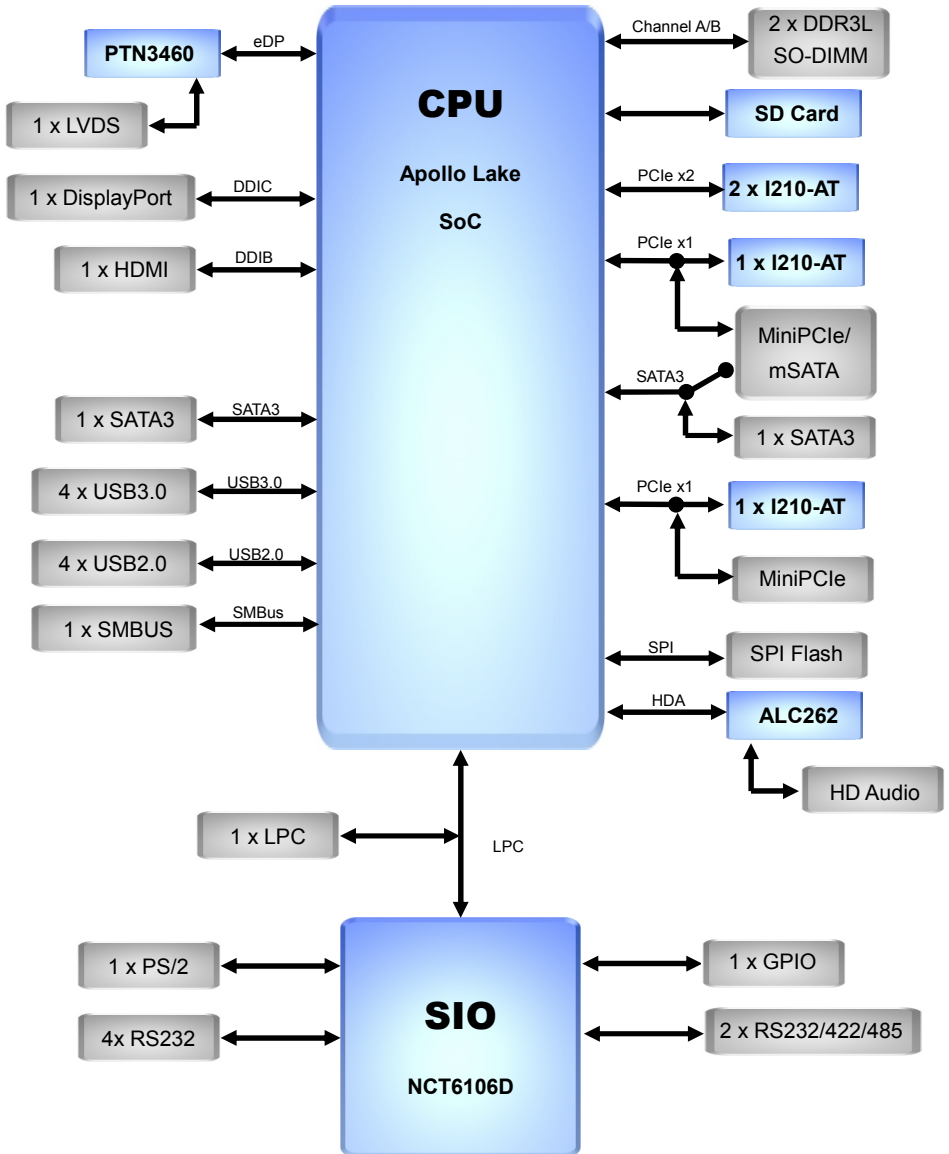 PTN3460
eDP
1 x LVDS
1 x DisplayPort
DDIC
1 x HDMI
DDIB
1 x SATA3
SATA3
4 x USB3.0
USB3.0
4 x USB2.0
USB2.0
1 x SMBUS
SMBus
CPU
Apollo Lake
SoC
Channel A/B
2 x DDR3L
SO-DIMM
SD Card
PCIe x2
2 x I210-AT
PCIe x1
1 x I210-AT
MiniPCIe/
mSATA
SATA3
1 x SATA3
PCIe x1
1 x I210-AT
MiniPCIe
SPI
SPI Flash
HDA
ALC262
HD Audio
1 x LPC
LPC
1 x PS/2
4x RS232
SIO
NCT6106D
1 x GPIO
2 x RS232/422/485